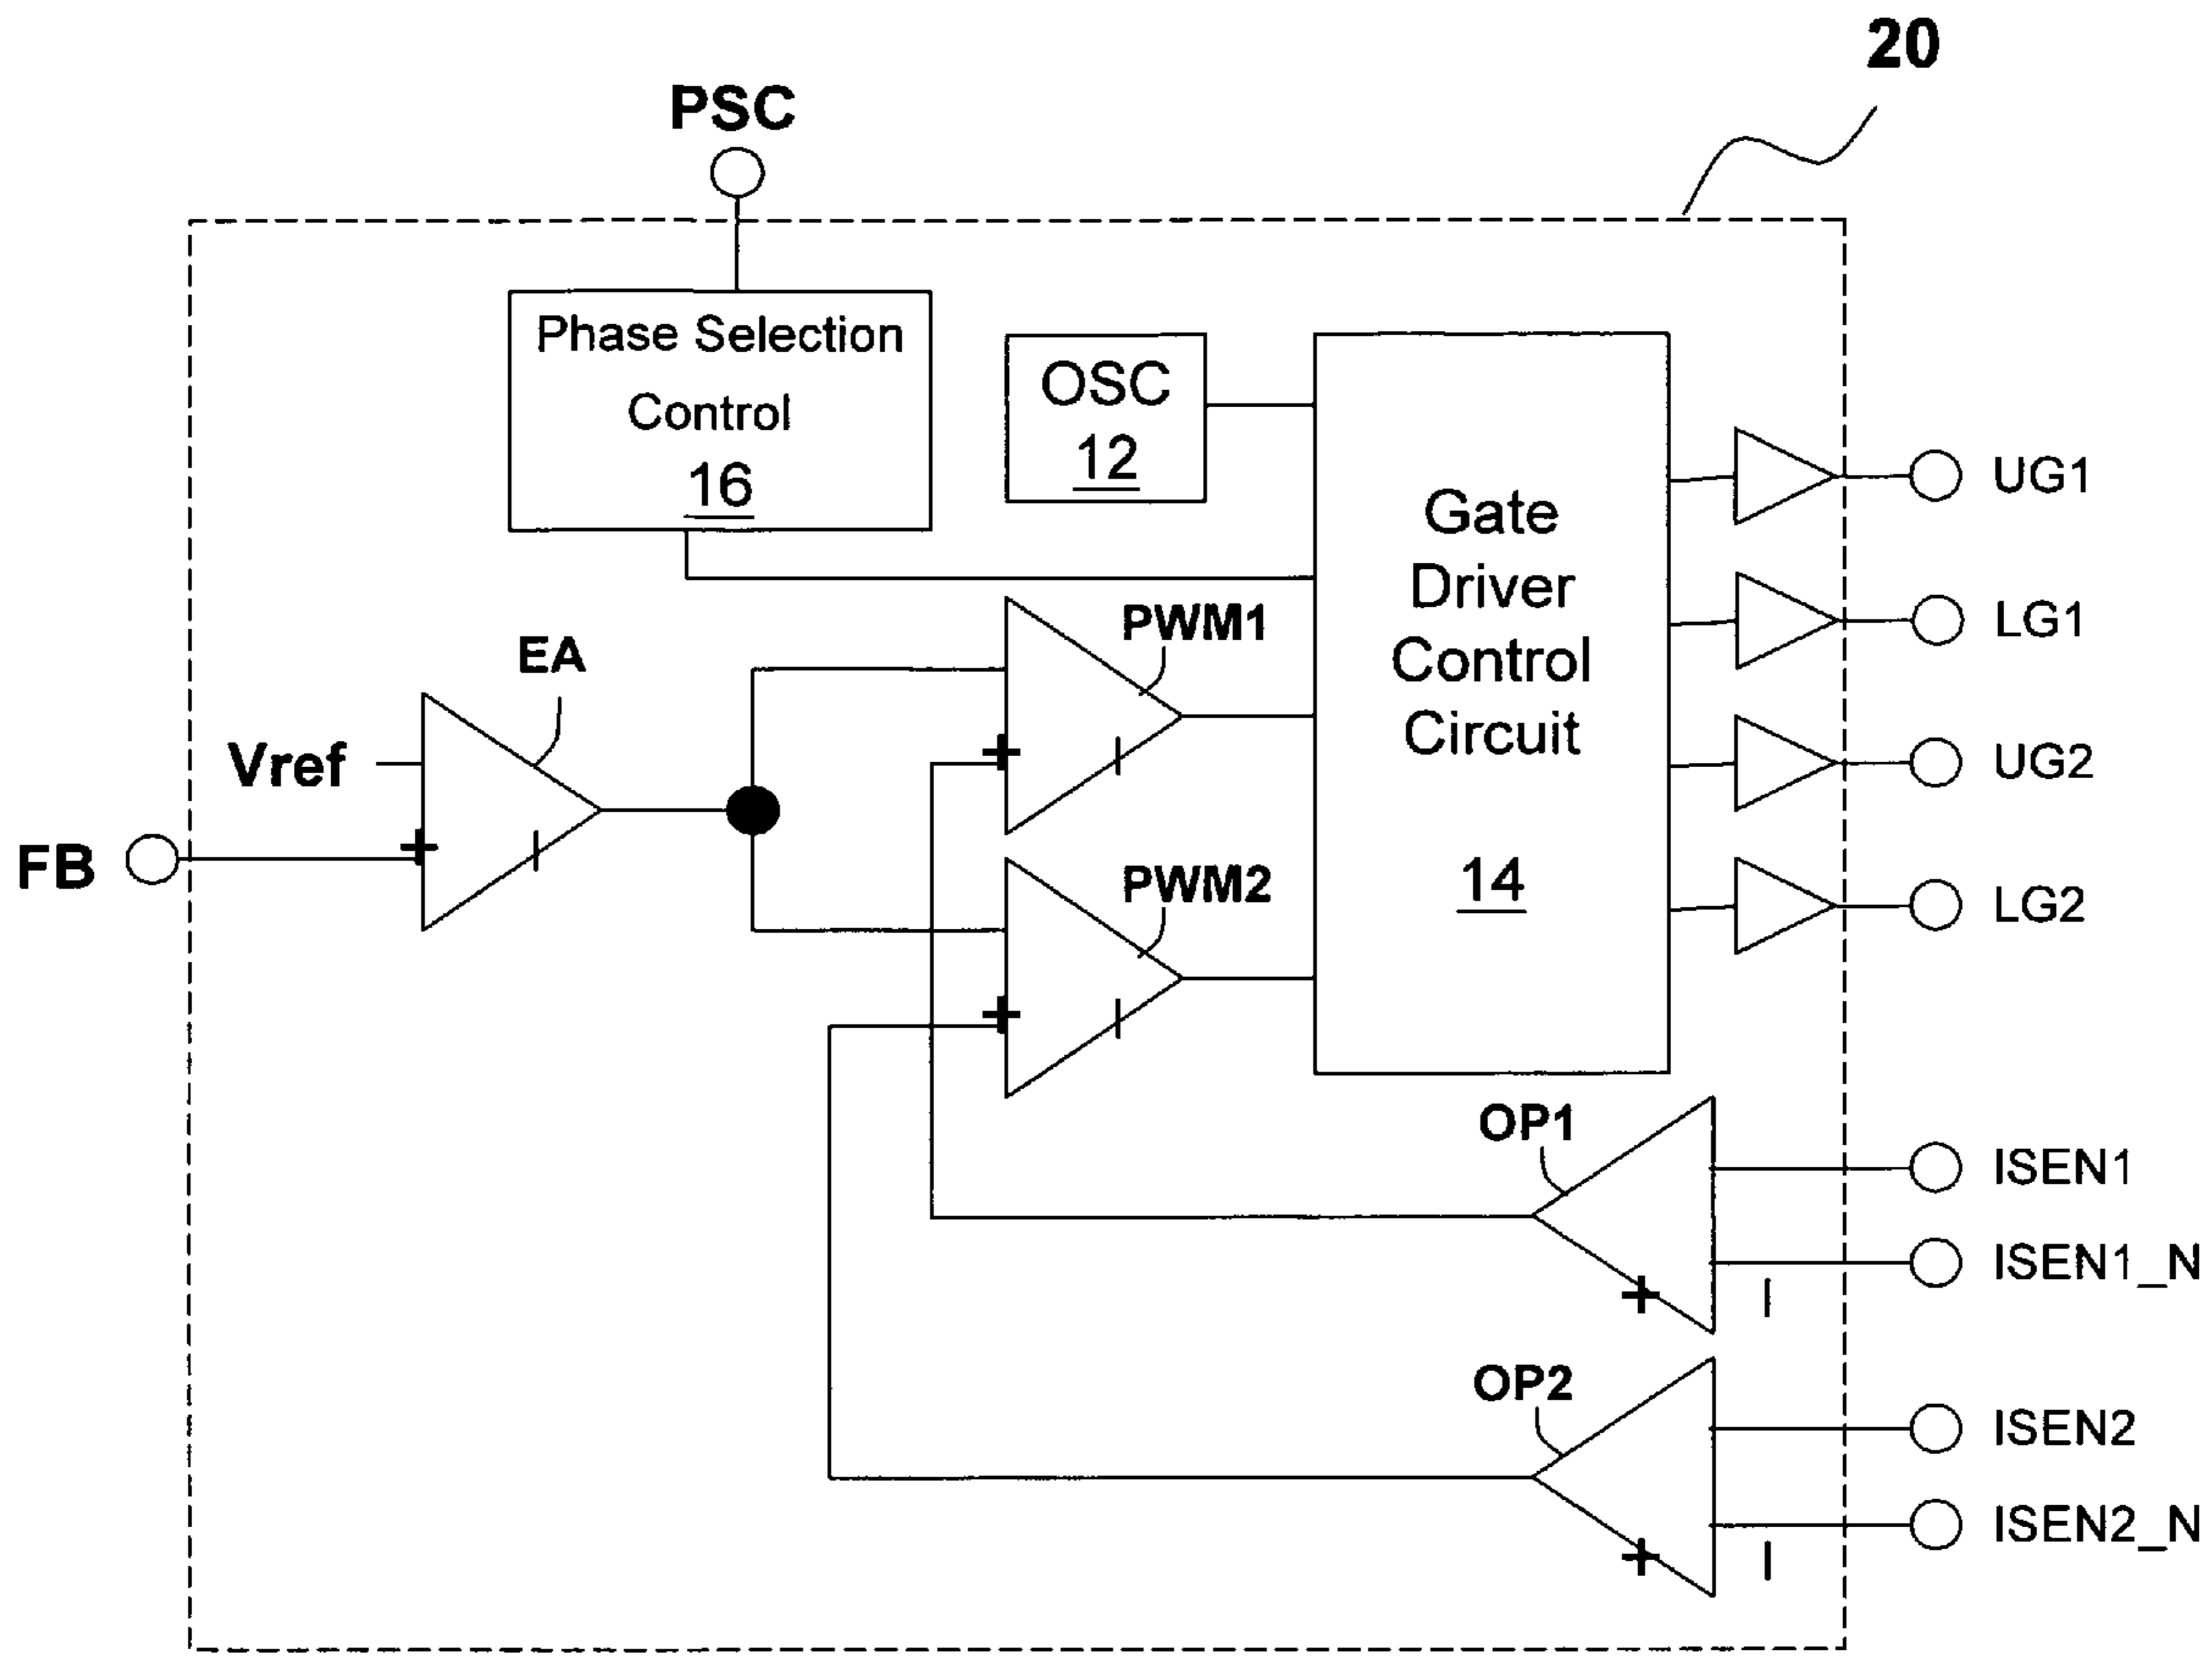 20
PSC
Phase Selection
Control
16
OSC
12
Gate
Driver
Control
Circuit
14
UG1
LG1
UG2
LG2
PWM1
EA
Vref
+
FB
+
PWM2
+
OP1
ISEN1
ISEN1_N
+
OP2
ISEN2
ISEN2_N
+